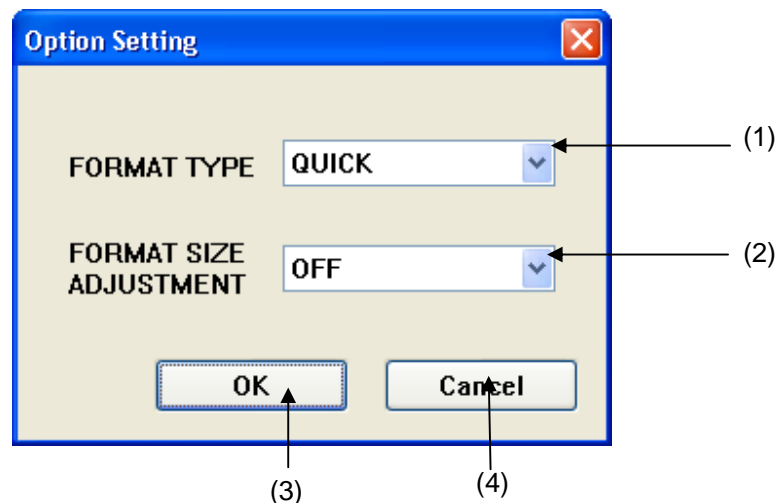 Option Setting
(1)
FORMAT TYPE QUICK
(2)
FORMAT SIZE
ADJUSTMENT OFF
OK Cancel
(3) (4)